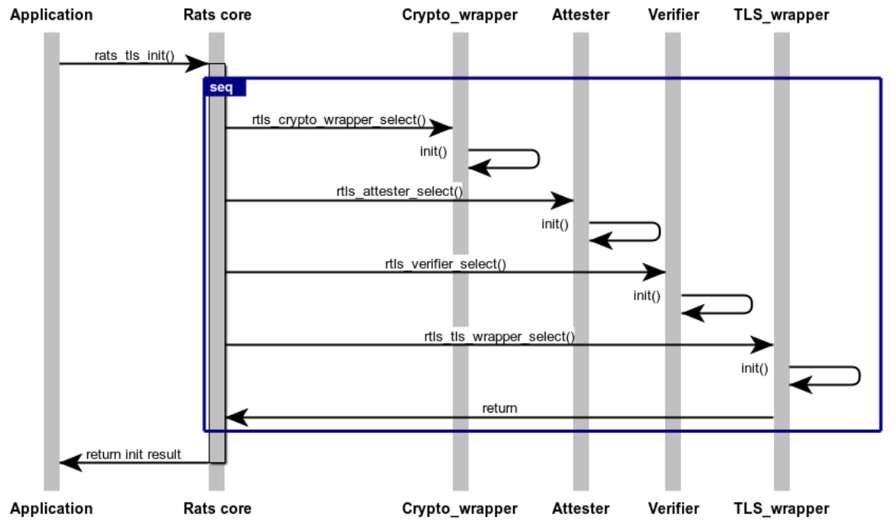 Application Rats core Crypto_wrapper Attester Verifier TLS_wrapper
rats_tls_init()
seq
rtls_crypto_wrapper_select()
init()
rtls_attester_select()
init()
rtls_verifier_select()
init()
rtls_tls_wrapper_select()
init()
return
return init result
Application Rats core Crypto_wrapper Attester Verifier TLS_wrapper